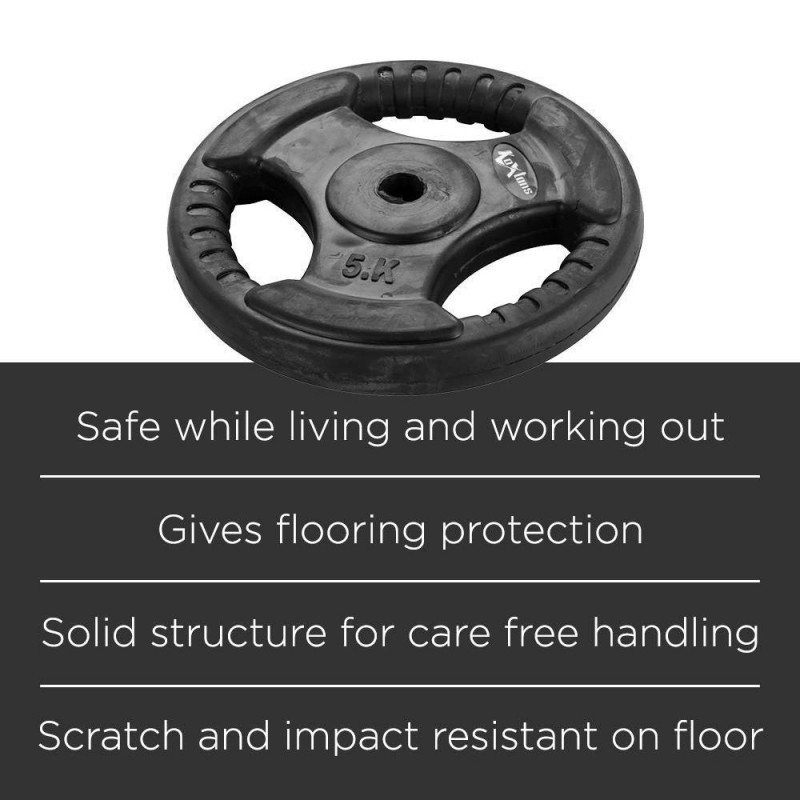 KoXtons
5.K
Safe while living and working out
Gives flooring protection
Solid structure for care free handling
Scratch and impact resistant on floor